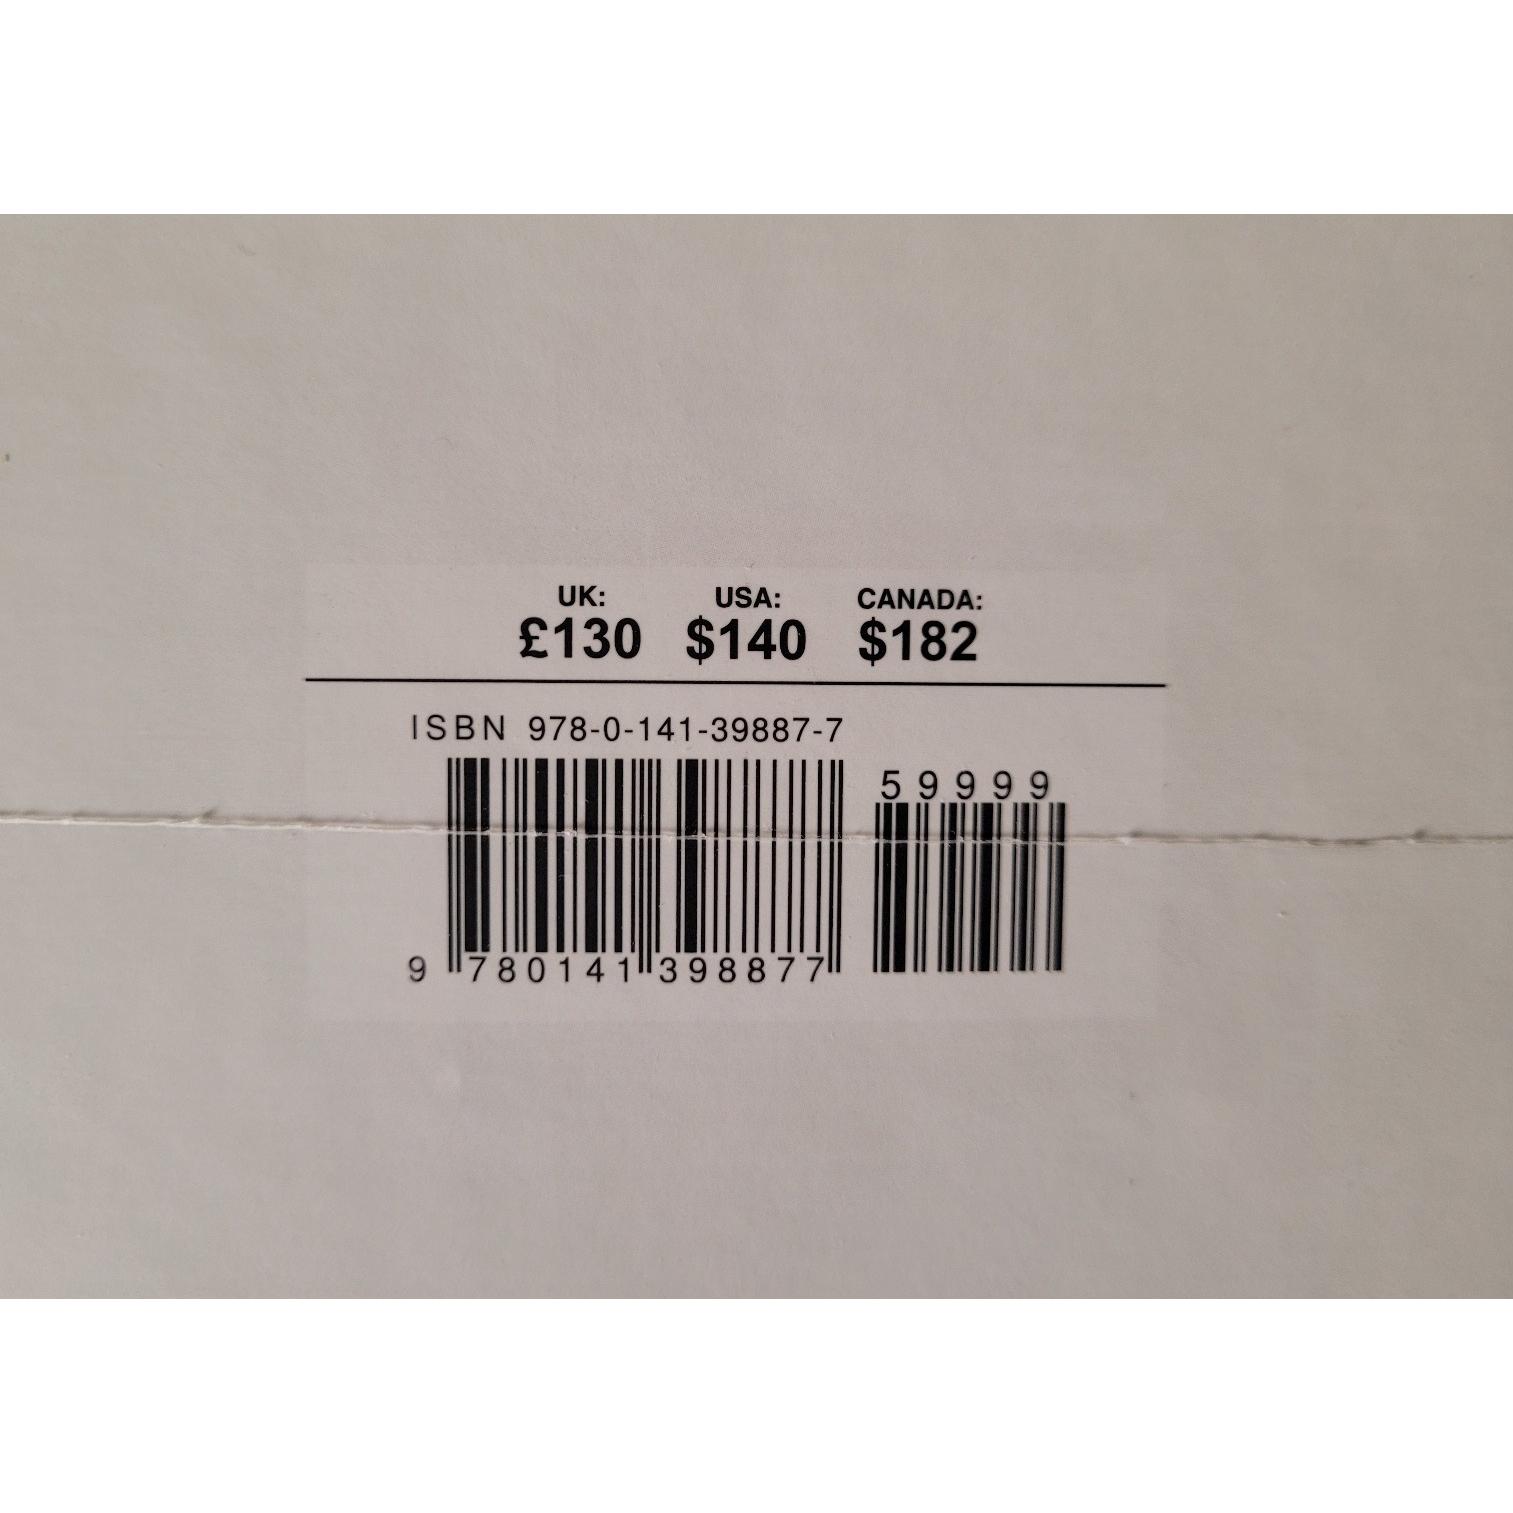 UK: USA: CANADA:
£130 $140 $182
ISBN 978-0-141-39887-7
59999
9 780141 398877